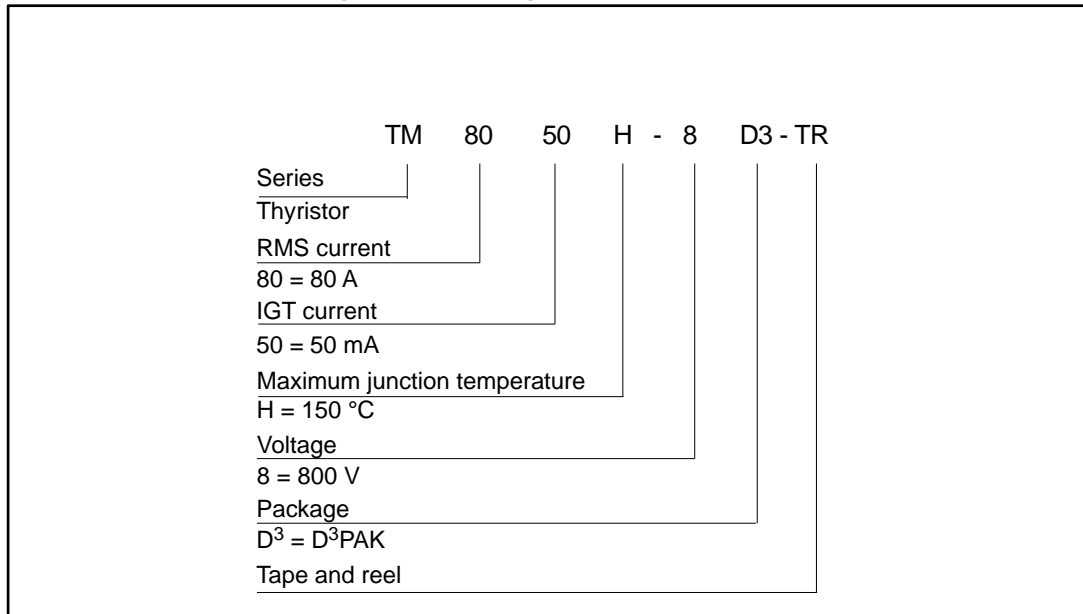 TM 80 50 H - 8 D3 - TR
Series
Thyristor
RMS current
80 = 80 A
IGT current
50 = 50 mA
Maximum junction temperature
H = 150 °C
Voltage
8 = 800 V
Package
D³ = D³PAK
Tape and reel